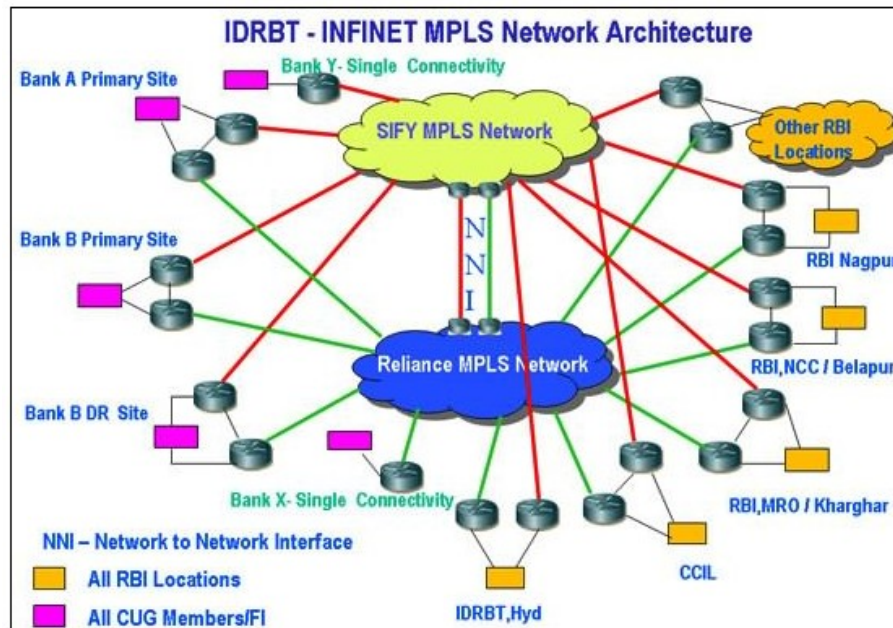 IDRBT - INFINET MPLS Network Architecture
Bank Y- Single Connectivity
Bank A Primary Site
SIFY MPLS Network
Other RBI
Locations
Bank B Primary Site
N
N
I
RBI Nagpur
Reliance MPLS Network
RBI,NCC / Belapur
Bank B DR Site
Bank X- Single Connectivity
RBI,MRO / Kharghar
NNI – Network to Network Interface
CCIL
All RBI Locations
IDRBT,Hyd
All CUG Members/FI